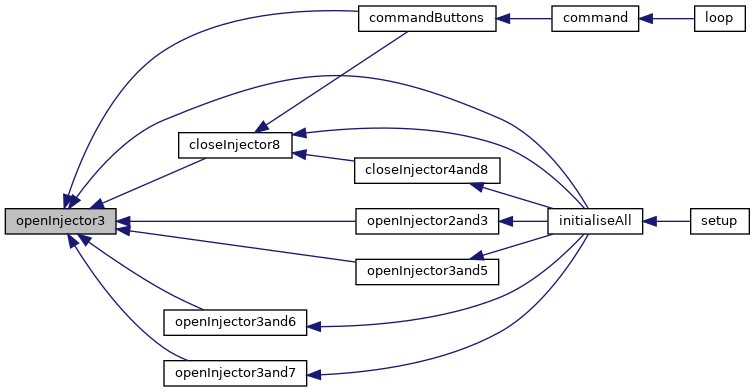 commandButtons
command
loop
closeInjector8
closeInjector4and8
openInjector3
openInjector2and3
initialiseAll
setup
openInjector3and5
openInjector3and6
openInjector3and7